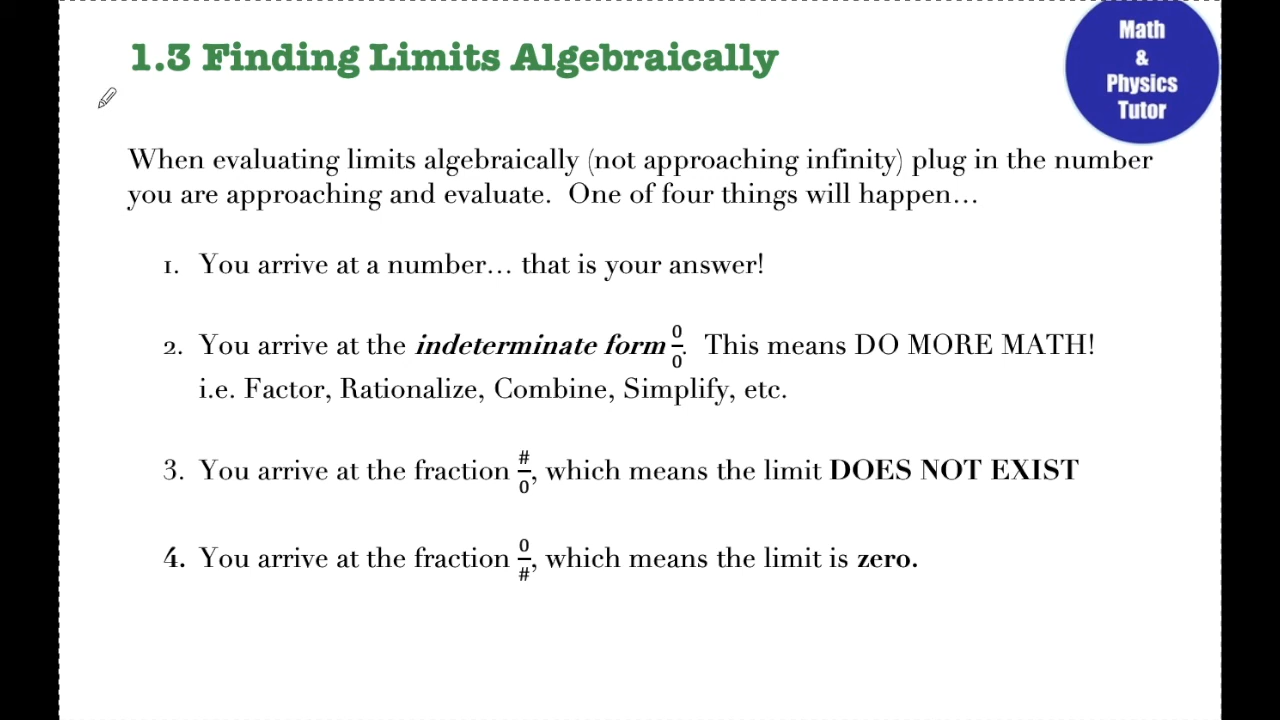 1.3 Finding Limits Algebraically
Math
&
Physics
Tutor
When evaluating limits algebraically (not approaching infinity) plug in the number
you are approaching and evaluate.  One of four things will happen…
1. You arrive at a number… that is your answer!
2. You arrive at the indeterminate form 0/0. This means DO MORE MATH!
i.e. Factor, Rationalize, Combine, Simplify, etc.
3. You arrive at the fraction #/0, which means the limit DOES NOT EXIST
4. You arrive at the fraction 0/#, which means the limit is zero.